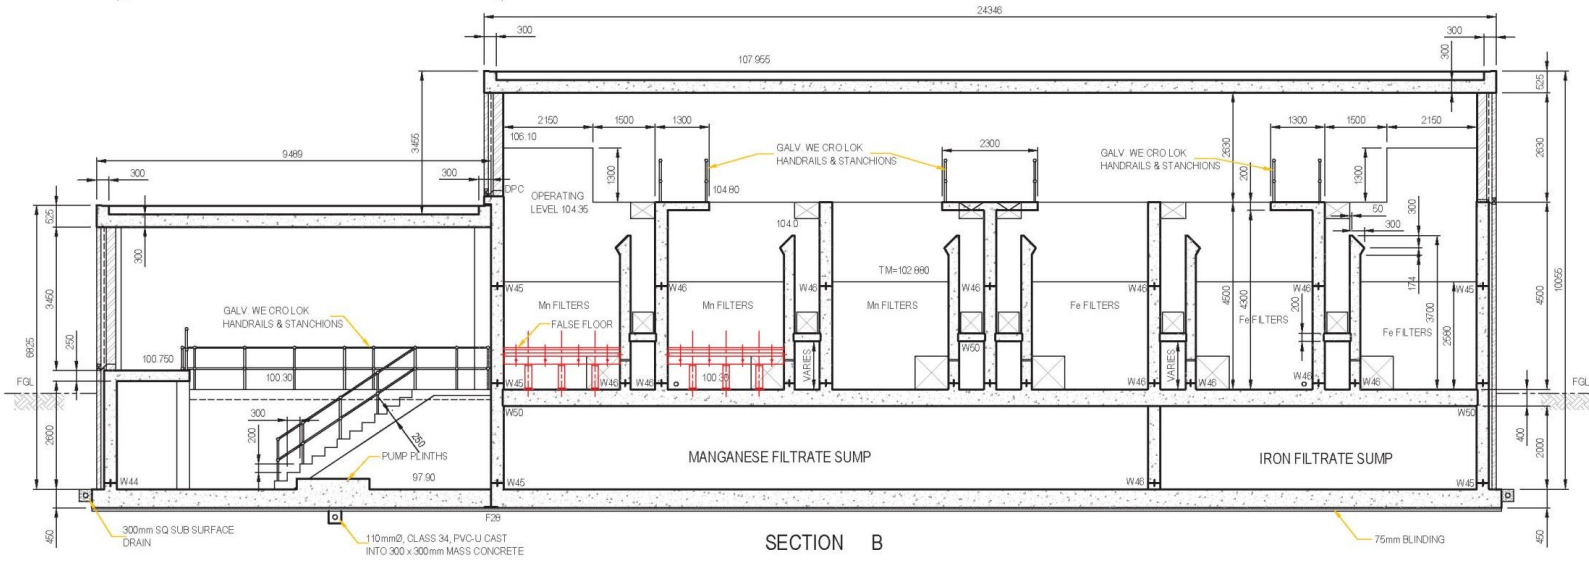 24346
300
300
107.955
300
525
3455
2150
1500
1300
1300
1500
2150
106.10
GALV. WE CRO LOK
HANDRAILS & STANCHIONS
2300
GALV. WE CRO LOK
HANDRAILS & STANCHIONS
2630
2630
9489
300
300
DPC
OPERATING
LEVEL 104.35
1300
104.80
200
1300
525
300
104.0
50
300
300
TM=102.880
174
W45
W46
W46
W46
W45
Mn FILTERS
Mn FILTERS
Mn FILTERS
Fe FILTERS
Fe FILTERS
Fe FILTERS
4500
4300
200
3700
2580
4500
10055
6825
3450
250
GALV. WE CRO LOK
HANDRAILS & STANCHIONS
FALSE FLOOR
100.750
100.30
W50
VARIES
VARIES
FGL
FGL
W45
W46
W46
100.30
W46
W46
W46
W45
W50
W50
400
2600
300
200
250
PUMP PLINTHS
97.90
MANGANESE FILTRATE SUMP
IRON FILTRATE SUMP
2000
W44
W45
W46
W45
450
300mm SQ SUB SURFACE
DRAIN
110mmØ, CLASS 34, PVC-U CAST
INTO 300 x 300mm MASS CONCRETE
F28
SECTION B
75mm BLINDING
450